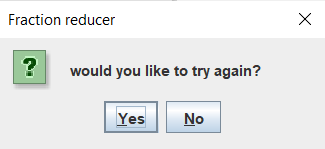 Fraction reducer
would you like to try again?
Yes No